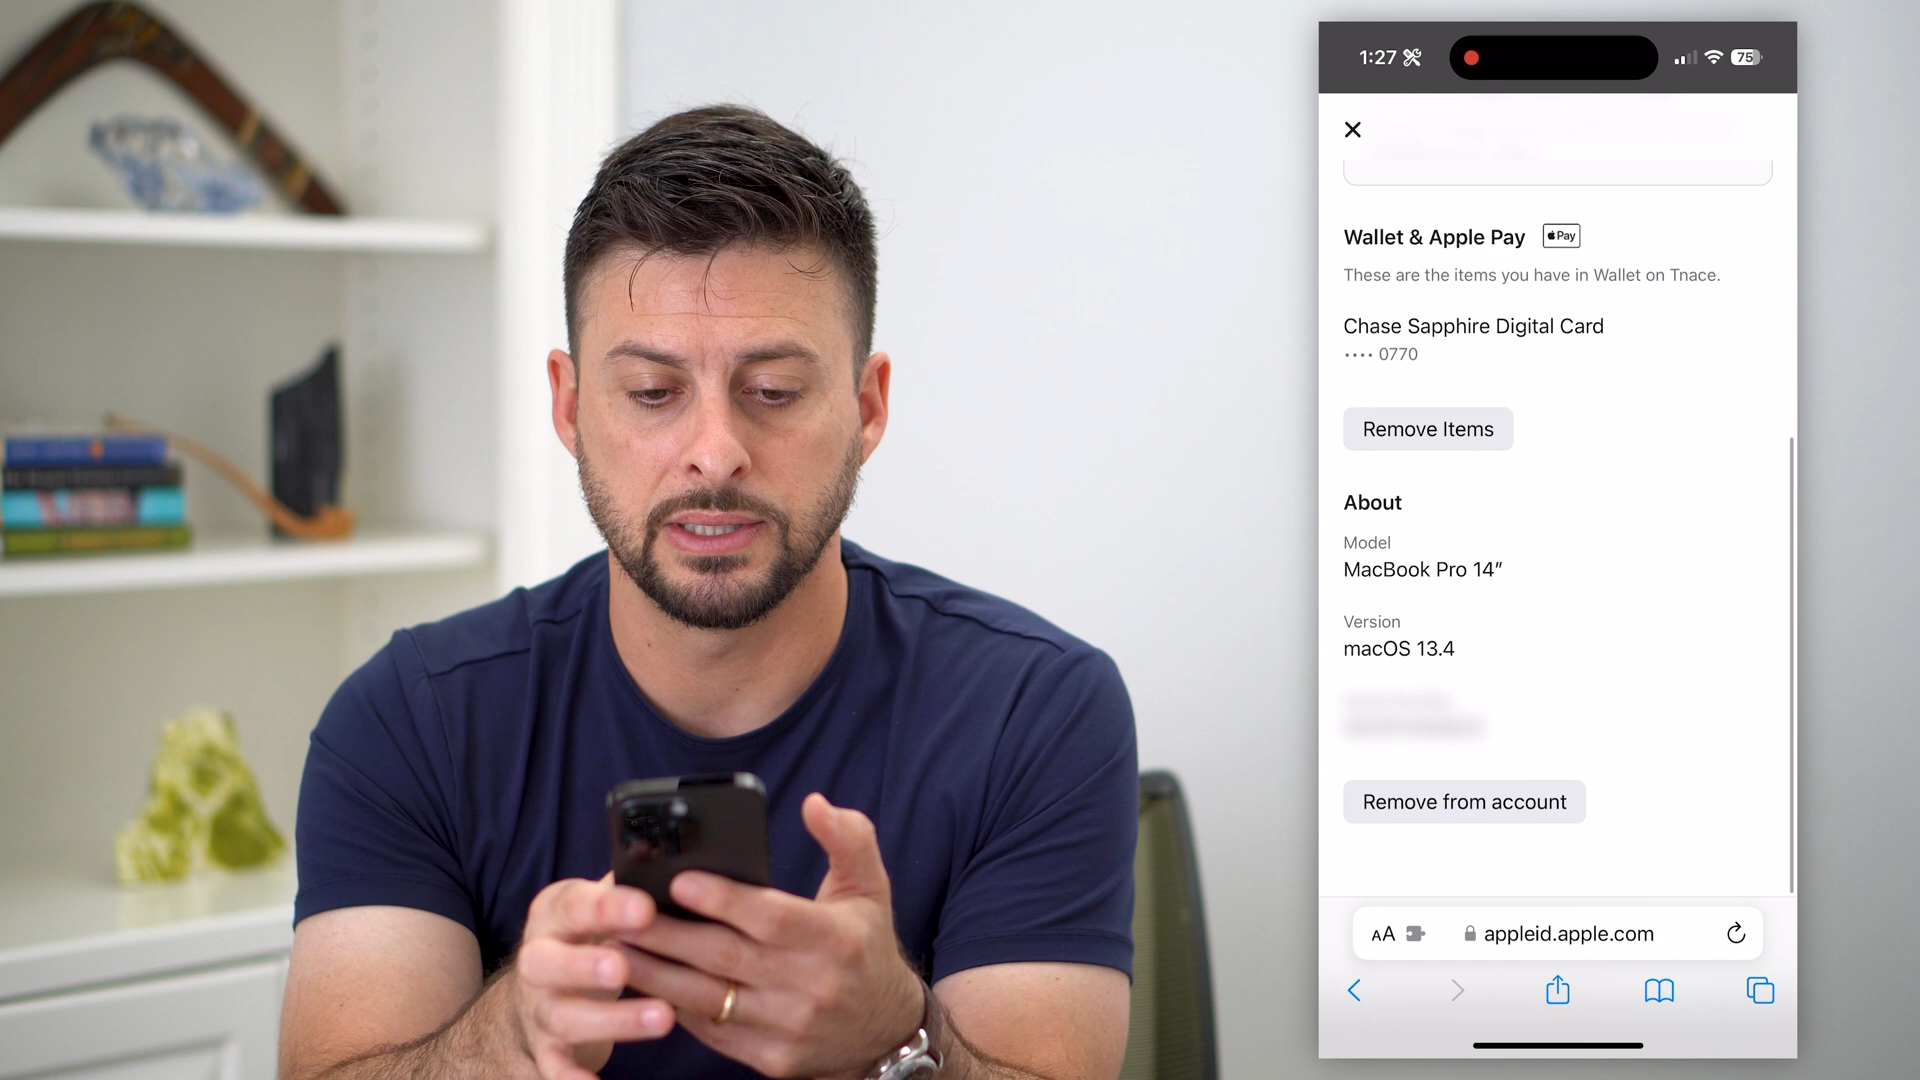 1:27
75
Wallet & Apple Pay Pay
These are the items you have in Wallet on Tnace.
Chase Sapphire Digital Card
•••• 0770
Remove Items
About
Model
MacBook Pro 14”
Version
macOS 13.4
Remove from account
AA appleid.apple.com